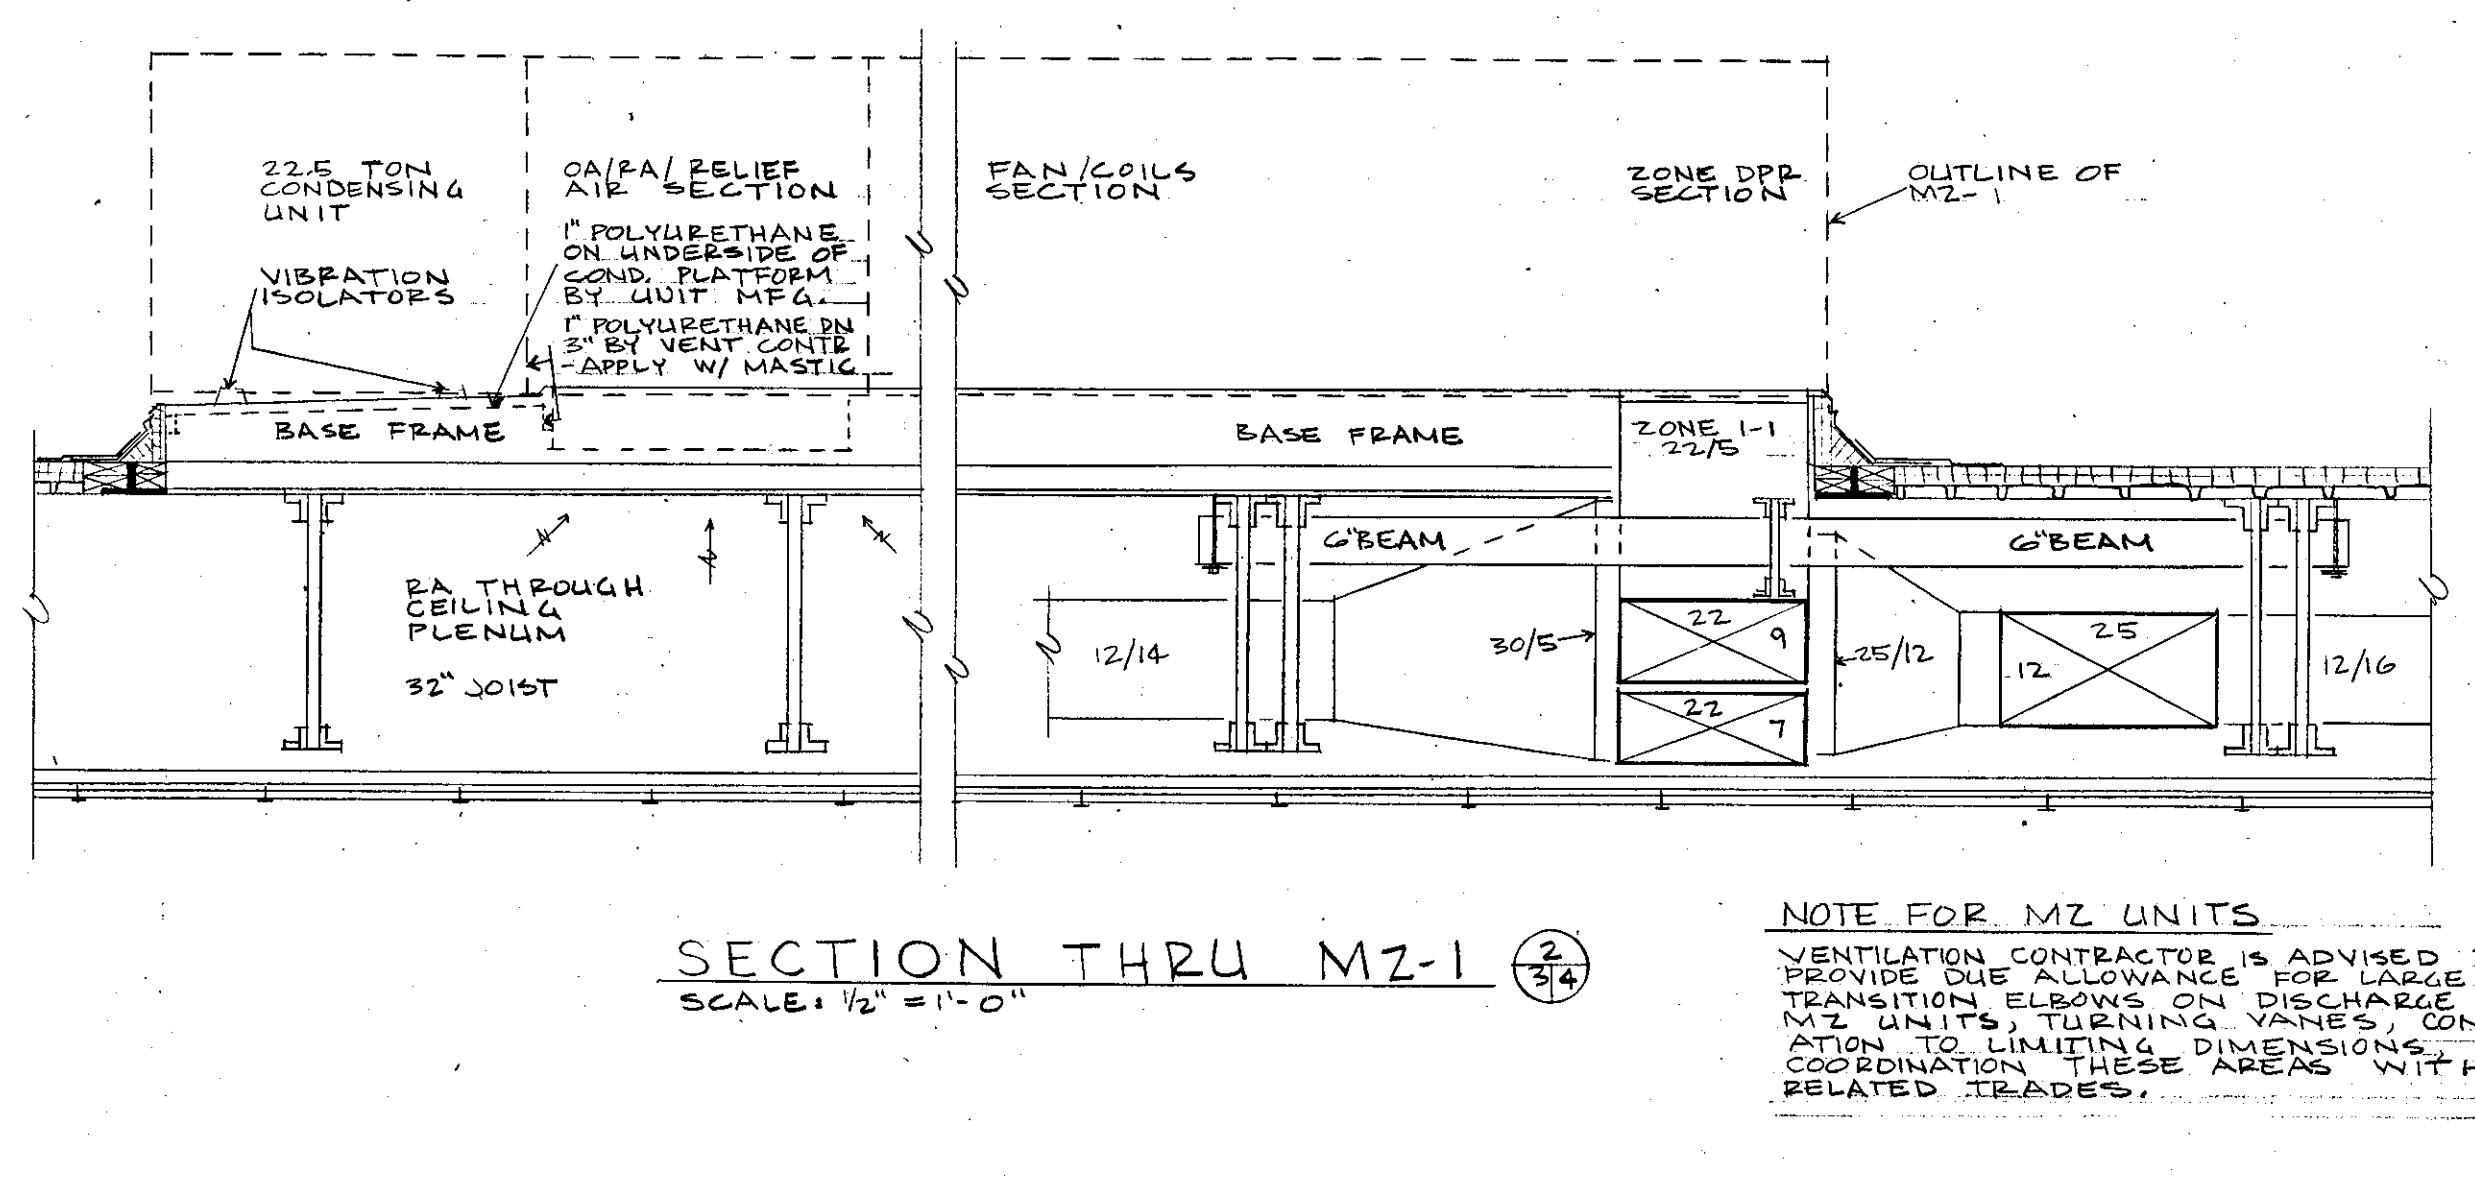 22.5 TON
CONDENSING
UNIT
VIBRATION
ISOLATORS
OA/RA/RELIEF
AIR SECTION
1" POLYURETHANE
ON UNDERSIDE OF
COND. PLATFORM
BY UNIT MFG.
1" POLYURETHANE DN
3" BY VENT CONTR
-APPLY W/ MASTIC
FAN/COILS
SECTION
ZONE DPR
SECTION
OUTLINE OF
MZ-1
BASE FRAME
BASE FRAME
ZONE 1-1
22/5
6" BEAM
6" BEAM
RA THROUGH
CEILING
PLENUM
32" JOIST
12/14
30/5
22
9
22
7
25/12
25
12
12/16
SECTION THRU MZ-1
SCALE: 1/2" = 1'-0"
2
3 4
NOTE FOR MZ UNITS
VENTILATION CONTRACTOR IS ADVISED
PROVIDE DUE ALLOWANCE FOR LARGE
TRANSITION ELBOWS ON DISCHARGE
MZ UNITS, TURNING VANES, CON
ATION TO LIMITING DIMENSIONS,
COORDINATION THESE AREAS WITH
RELATED TRADES.